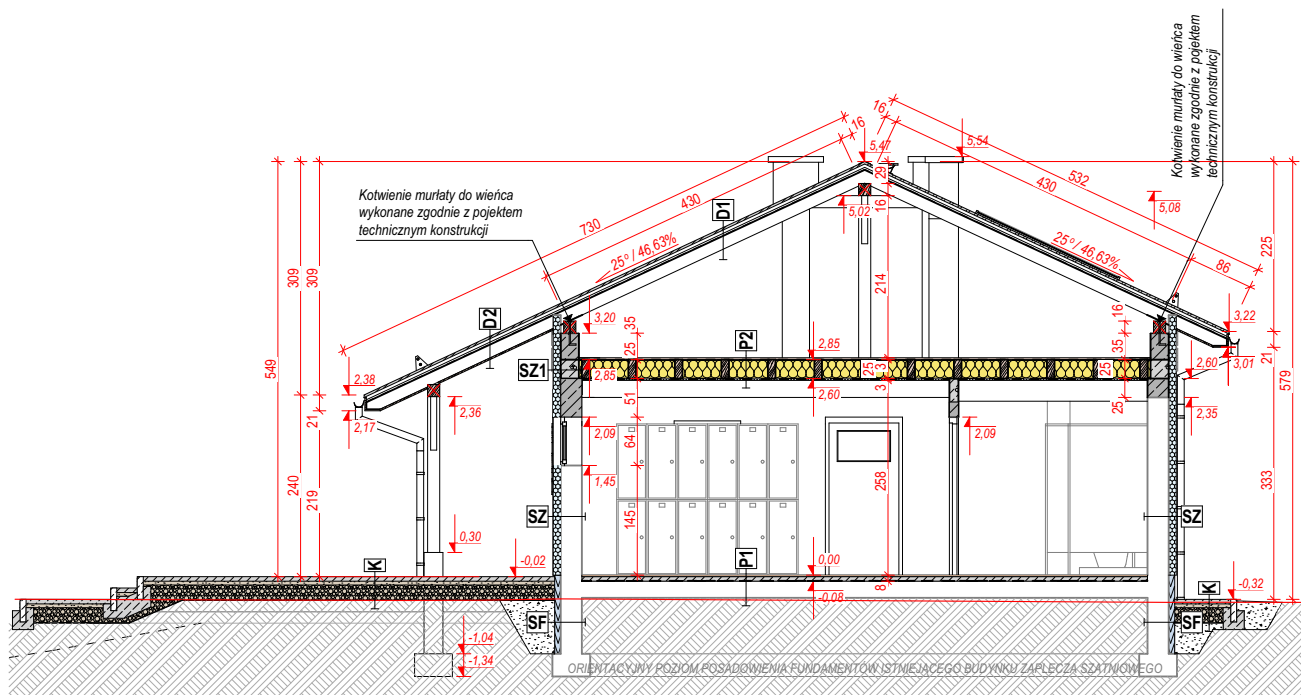 Kotwienie murłaty do wieńca
wykonane zgodnie z pojektem
technicznym konstrukcji
Kotwienie murłaty do wieńca
wykonane zgodnie z pojektem
technicznym konstrukcji
16
16
5,47
5,54
29
532
430
430
730
16
5,02
5,08
D1
25° / 46,63%
25° / 46,63%
86
225
309
309
214
549
579
D2
3,20
35
25
P2
2,85
16
35
3,22
21
3,01
SZ1
2,85
25
3
25
2,60
2,38
2,36
2,17
21
51
2,60
3
25
2,35
2,09
2,09
64
1,45
240
219
258
333
145
SZ
SZ
0,30
-0,02
K
P1
0,00
8
-0,08
-0,32
K
SF
SF
-1,04
-1,34
ORIENTACYJNY POZIOM POSADOWIENIA FUNDAMENTÓW ISTNIEJĄCEGO BUDYNKU ZAPLECZA SZATNIOWEGO